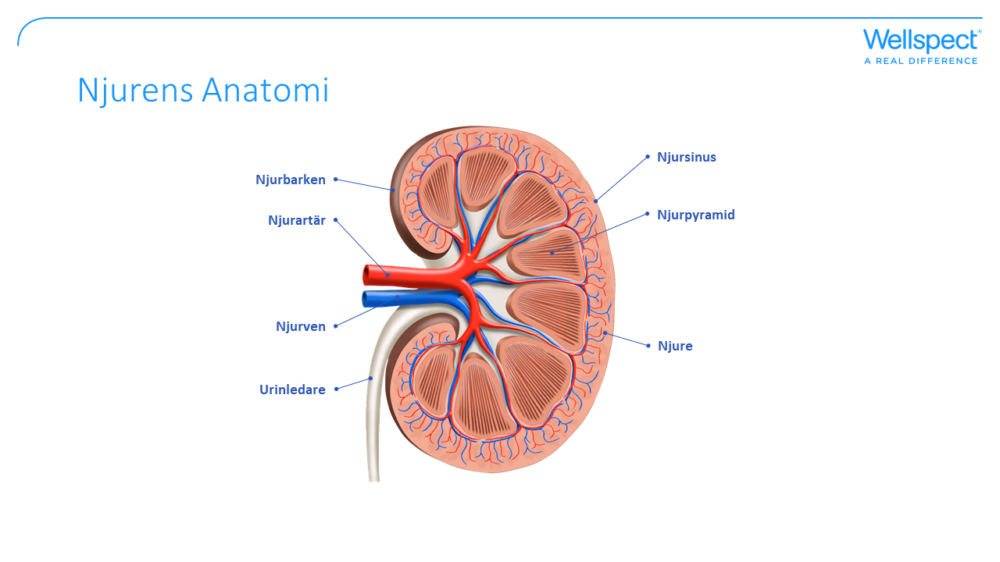 Wellspect®
A REAL DIFFERENCE
Njurens Anatomi
Njurbarken
Njurartär
Njurven
Urinledare
Njursinus
Njurpyramid
Njure